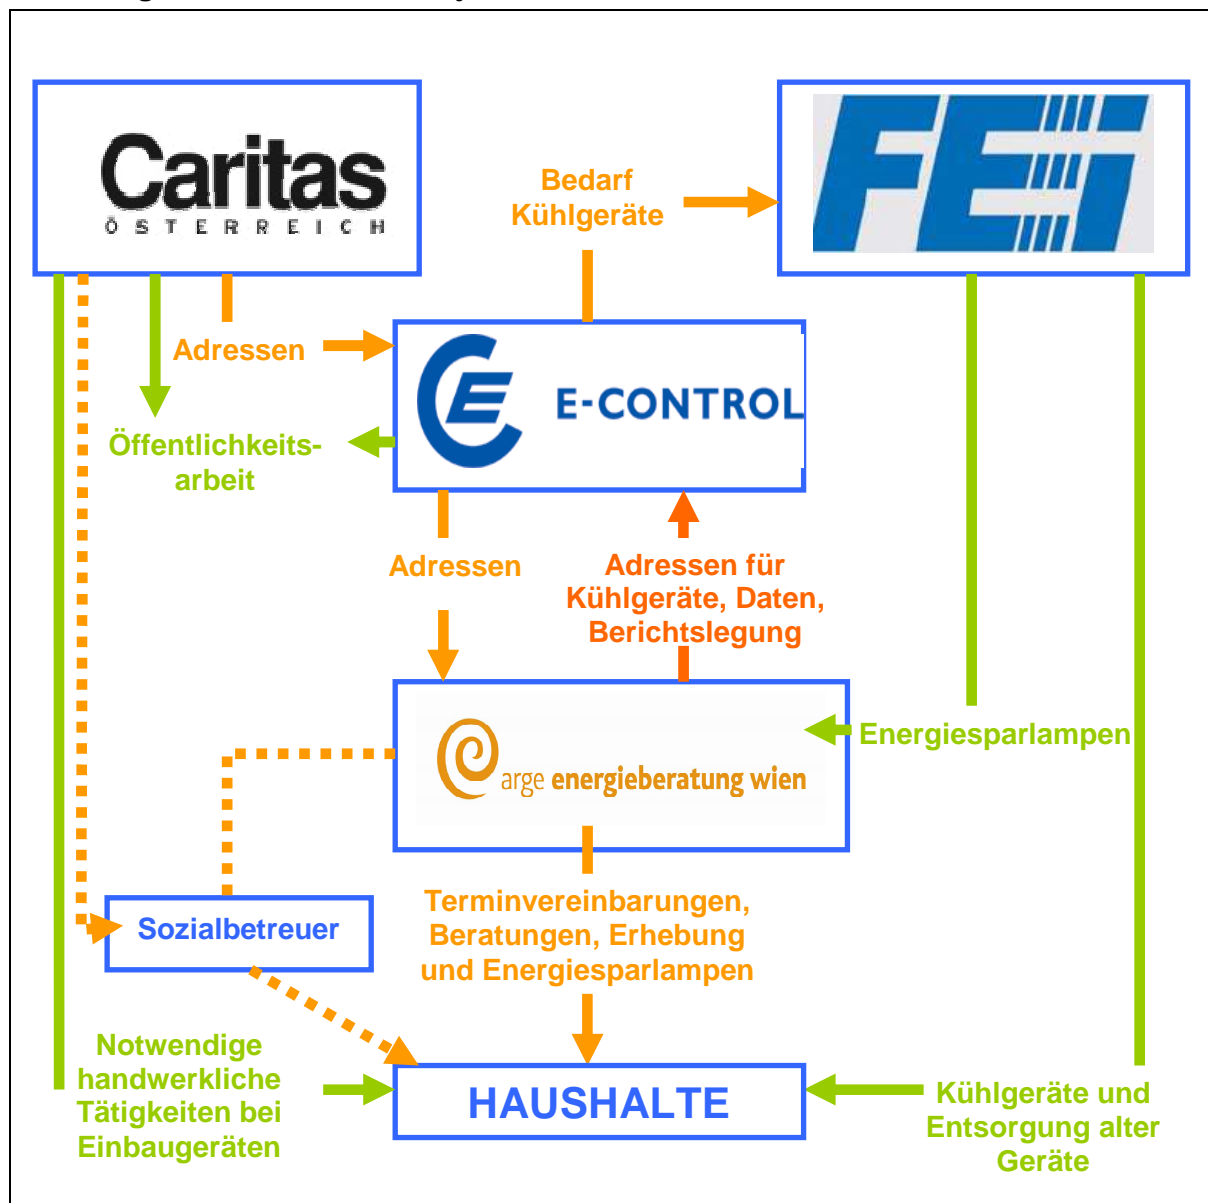 Caritas
ÖSTERREICH
FEi
Bedarf
Kühlgeräte
Adressen
E-CONTROL
Öffentlichkeits-
arbeit
Adressen
Adressen für
Kühlgeräte, Daten,
Berichtslegung
Energiesparlampen
arge energieberatung wien
Sozialbetreuer
Terminvereinbarungen,
Beratungen, Erhebung
und Energiesparlampen
Notwendige
handwerkliche
Tätigkeiten bei
Einbaugeräten
HAUSHALTE
Kühlgeräte und
Entsorgung alter
Geräte